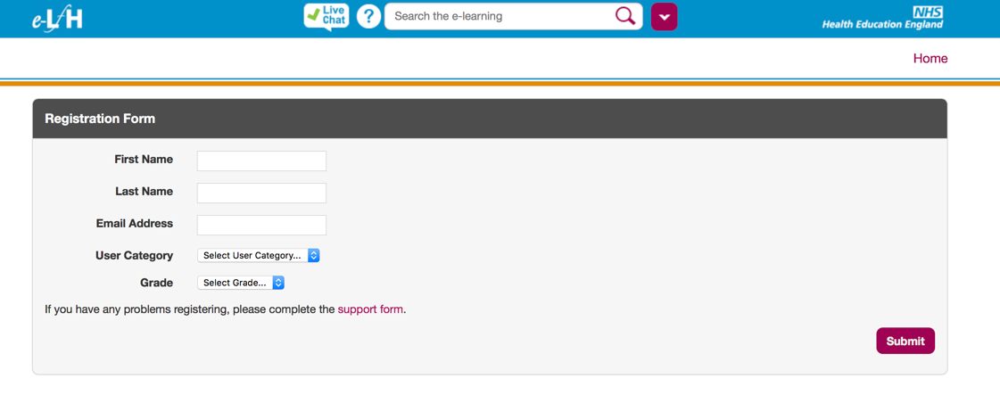 e-LfH
Live
Chat
?
Search the e-learning
NHS
Health Education England
Home
Registration Form
First Name
Last Name
Email Address
User Category
Select User Category...
Grade
Select Grade...
If you have any problems registering, please complete the support form.
Submit